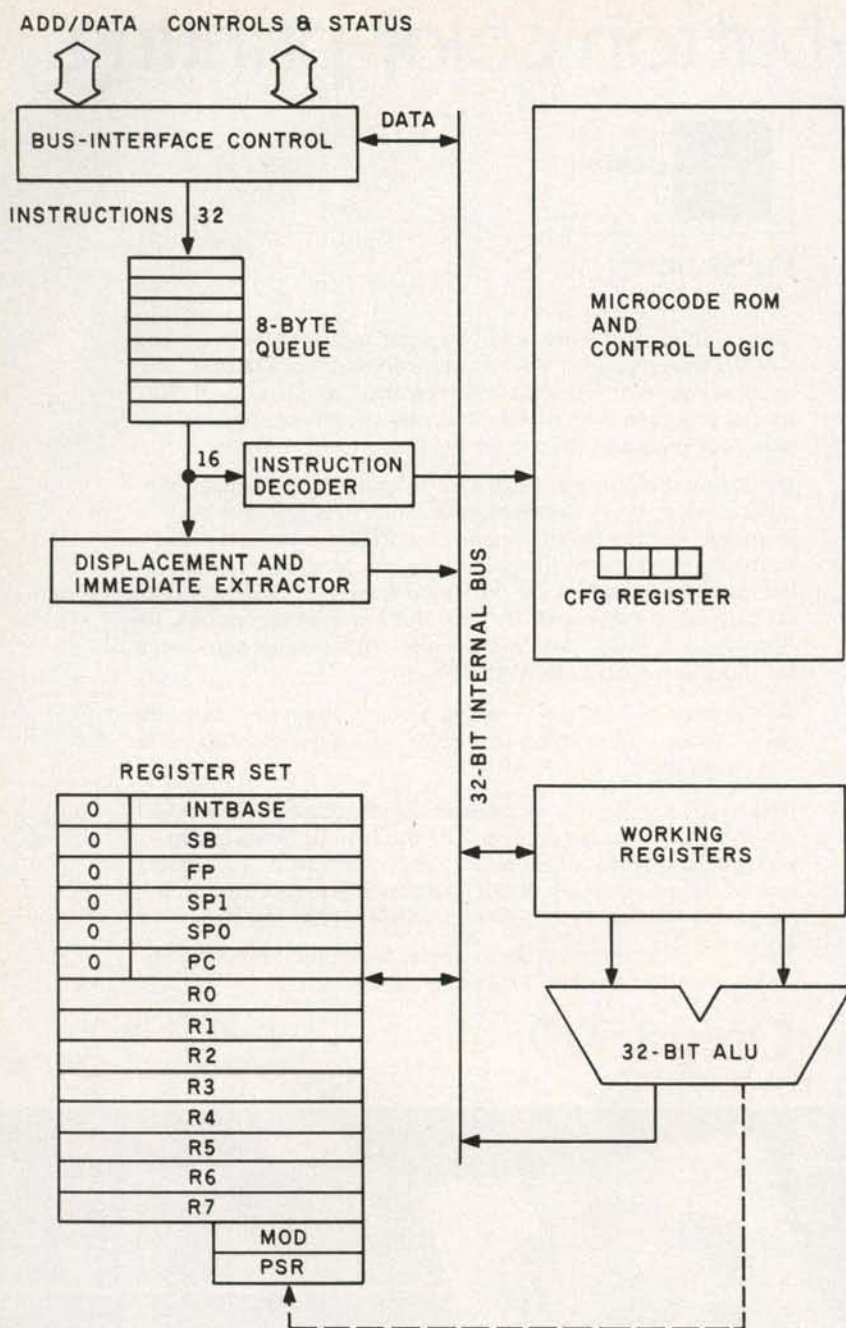 ADD/DATA CONTROLS & STATUS
BUS-INTERFACE CONTROL
DATA
INSTRUCTIONS 32
8-BYTE
QUEUE
MICROCODE ROM
AND
CONTROL LOGIC
16
INSTRUCTION
DECODER
DISPLACEMENT AND
IMMEDIATE EXTRACTOR
CFG REGISTER
32-BIT INTERNAL BUS
REGISTER SET
0 INTBASE
0 SB
0 FP
0 SP1
0 SP0
0 PC
R0
R1
R2
R3
R4
R5
R6
R7
MOD
PSR
WORKING
REGISTERS
32-BIT ALU